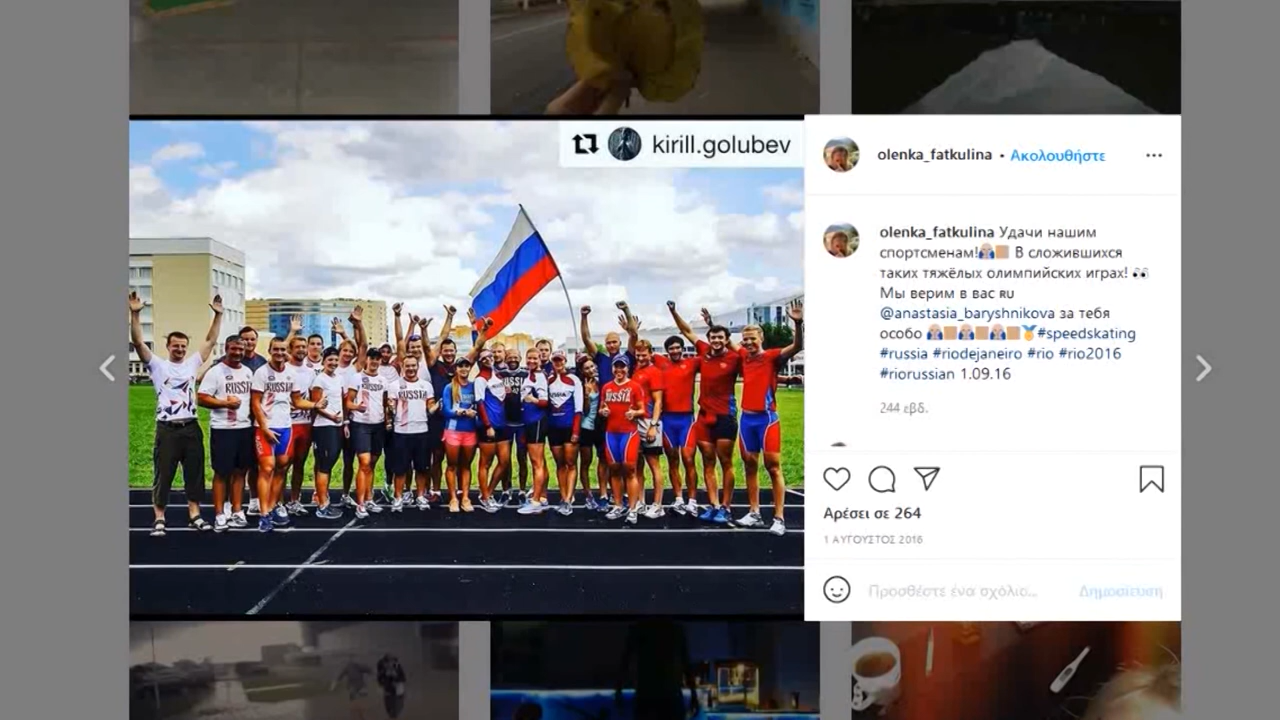 kirill.golubev
olenka_fatkulina • Ακολουθήστε
olenka_fatkulina Удачи нашим
спортсменам! В сложившихся
таких тяжёлых олимпийских играх!
Мы верим в вас RU
@anastasia_baryshnikova за тебя
особо #speedskating
#russia #riodejaneiro #rio #rio2016
#riorussian 1.09.16
244 εβδ.
RUSSIA
RUSSIA
RUSSIA
RUSSIA
RUSSIA
RUSSIA
Αρέσει σε 264
1 ΑΥΓΟΥΣΤΟΣ 2016
Προσθέστε ένα σχόλιο...
Δημοσίευση